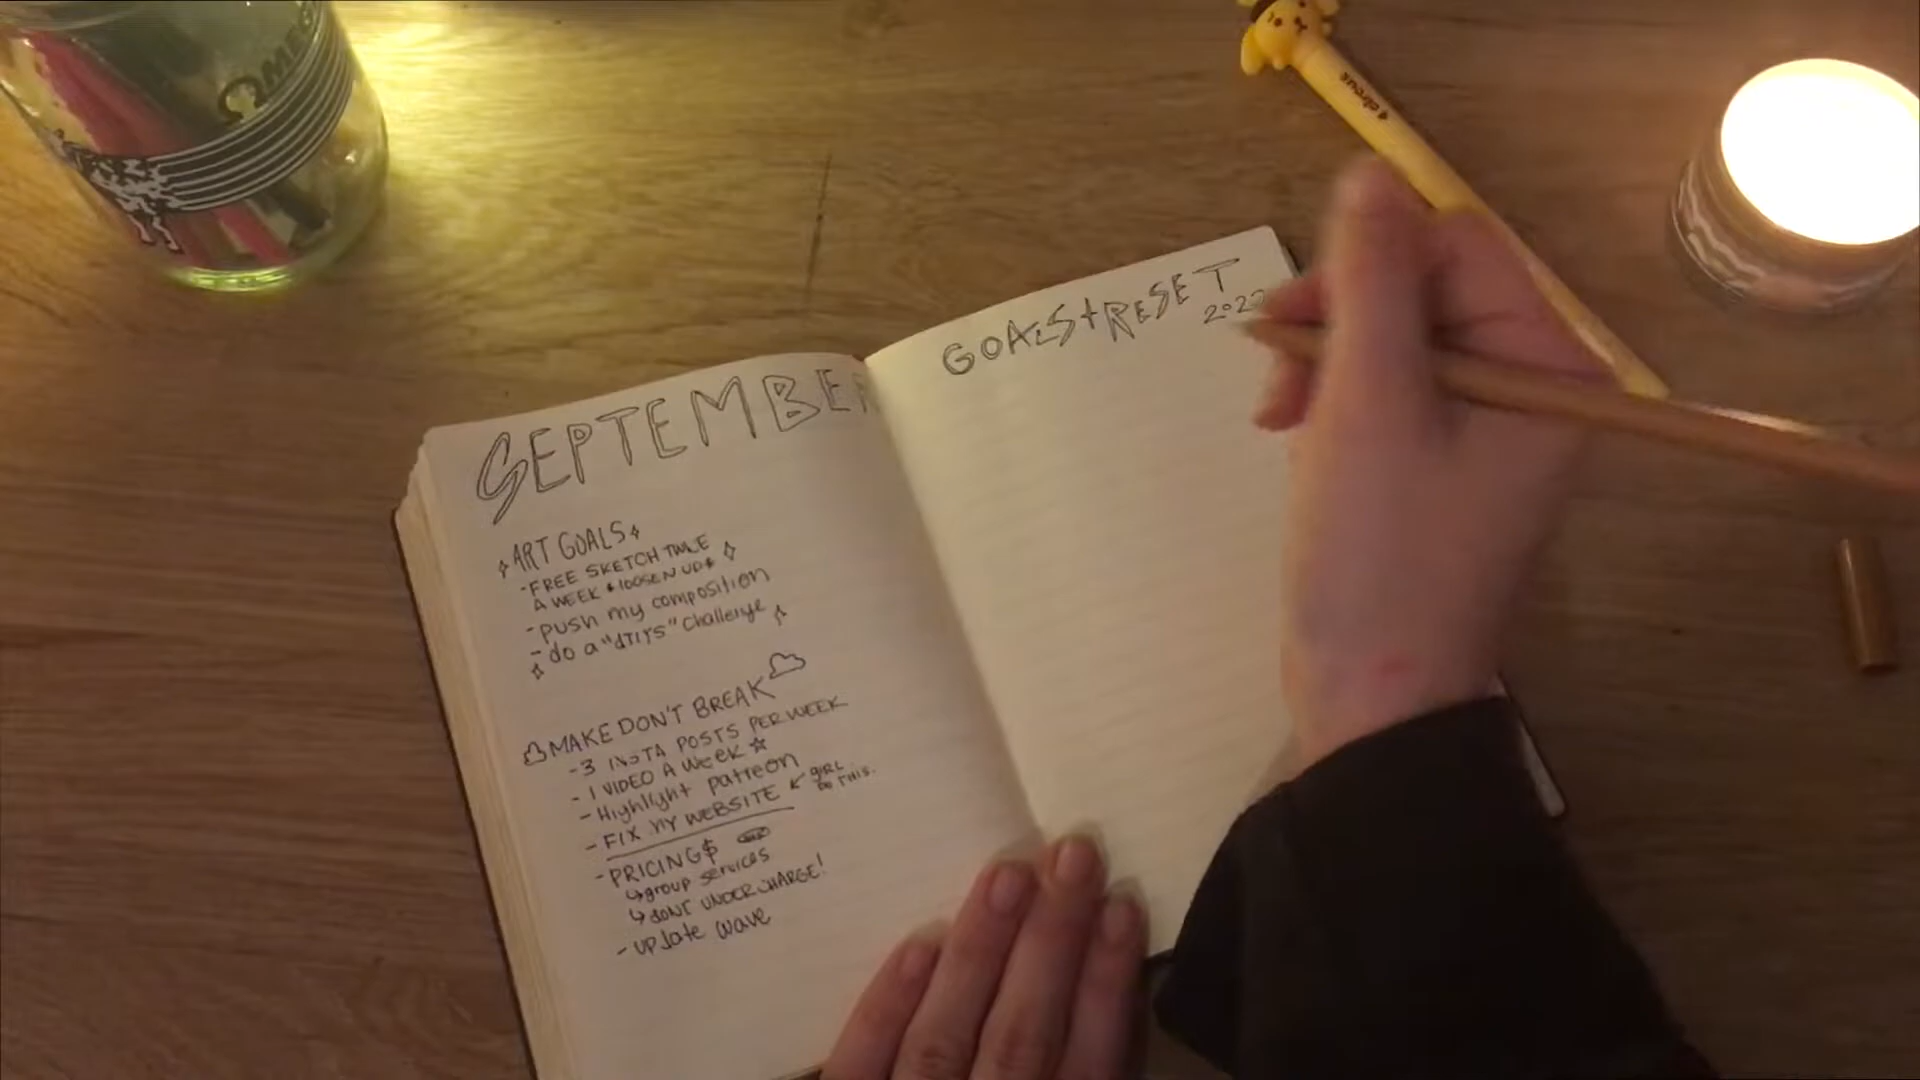 SEPTEMBER
ART GOALS
- FREE SKETCH TWICE
A WEEK *LOOSEN UP*
- push my composition
- do a "dtiys" challenge
MAKE DON'T BREAK
- 3 INSTA POSTS PER WEEK
- 1 VIDEO A WEEK
- Highlight patreon
- FIX MY WEBSITE ← GIRL
DO THIS.
- PRICING$
↳ group services
↳ DONT UNDERCHARGE!
- update wave
GOALS + RESET